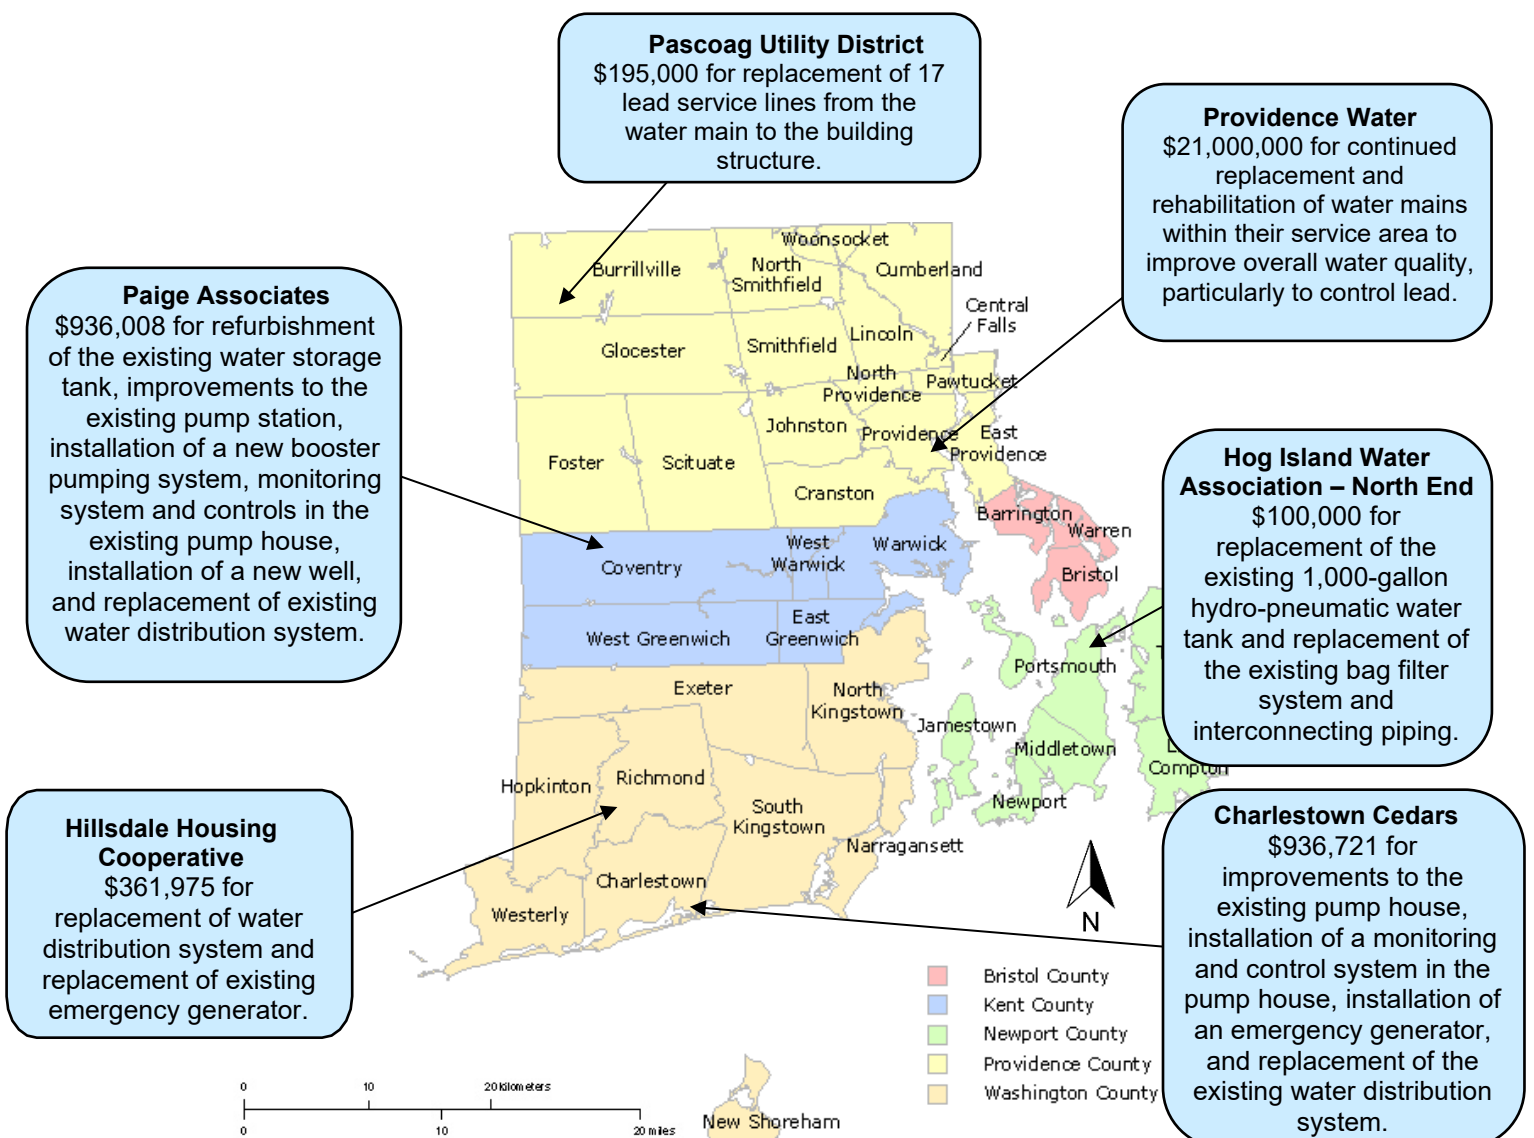 Pascoag Utility District
$195,000 for replacement of 17
lead service lines from the
water main to the building
structure.
Providence Water
$21,000,000 for continued
replacement and
rehabilitation of water mains
within their service area to
improve overall water quality,
particularly to control lead.
Paige Associates
$936,008 for refurbishment
of the existing water storage
tank, improvements to the
existing pump station,
installation of a new booster
pumping system, monitoring
system and controls in the
existing pump house,
installation of a new well,
and replacement of existing
water distribution system.
Hog Island Water
Association – North End
$100,000 for
replacement of the
existing 1,000-gallon
hydro-pneumatic water
tank and replacement of
the existing bag filter
system and
interconnecting piping.
Hillsdale Housing
Cooperative
$361,975 for
replacement of water
distribution system and
replacement of existing
emergency generator.
Charlestown Cedars
$936,721 for
improvements to the
existing pump house,
installation of a monitoring
and control system in the
pump house, installation of
an emergency generator,
and replacement of the
existing water distribution
system.
Woonsocket
Burrillville
North
Smithfield
Cumberland
Central
Falls
Glocester
Smithfield
Lincoln
North
Providence
Pawtucket
Johnston
Providence
East
Providence
Foster
Scituate
Cranston
Barrington
Warren
Bristol
Coventry
West
Warwick
Warwick
West Greenwich
East
Greenwich
Portsmouth
Exeter
North
Kingstown
Jamestown
Middletown
Compton
Hopkinton
Richmond
South
Kingstown
Newport
Narragansett
Charlestown
Westerly
N
Bristol County
Kent County
Newport County
Providence County
Washington County
New Shoreham
0 10 20 kilometers
0 10 20 miles